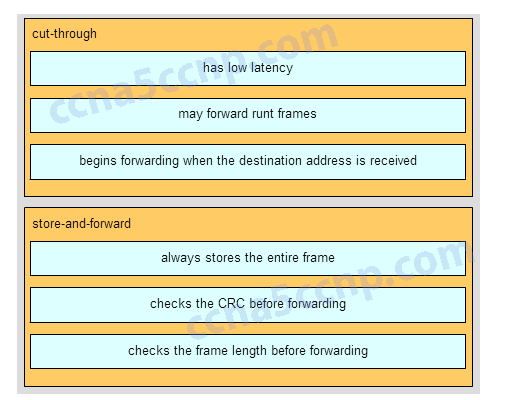 cut-through
has low latency
may forward runt frames
begins forwarding when the destination address is received
store-and-forward
always stores the entire frame
checks the CRC before forwarding
checks the frame length before forwarding
ccna5ccnp.com
ccna5ccnp.com